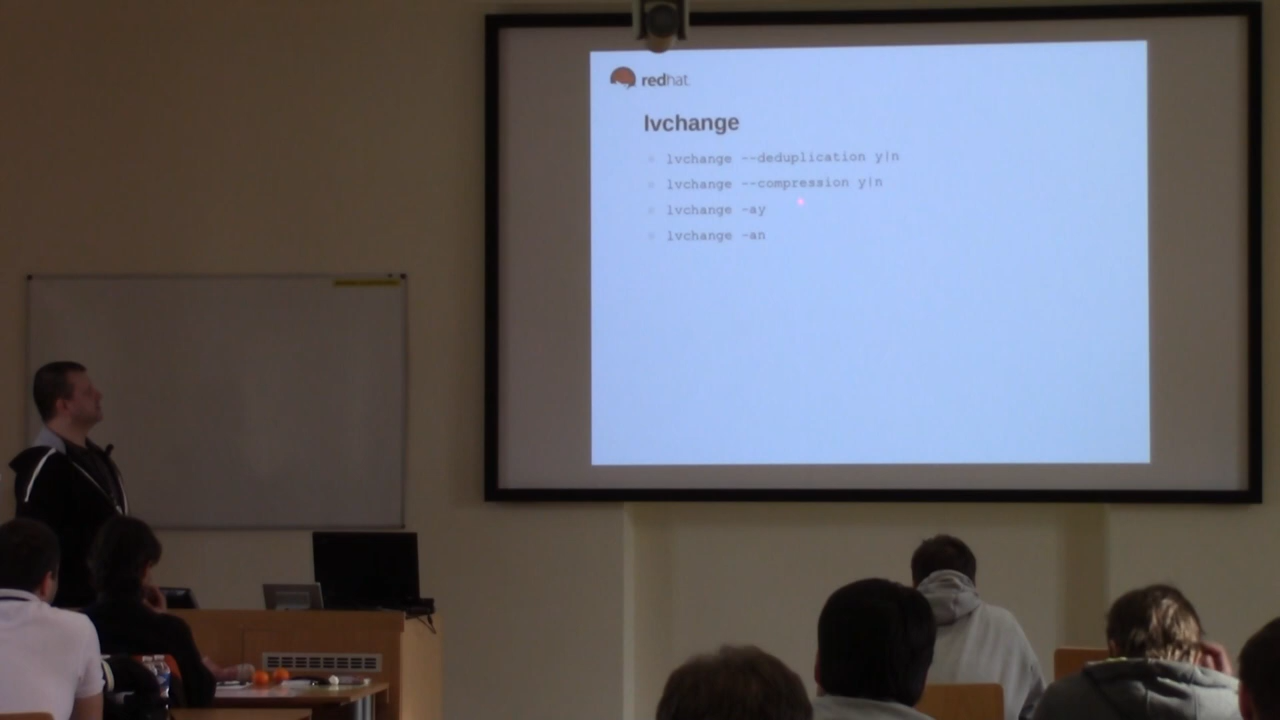 redhat.
lvchange
lvchange --deduplication y|n
lvchange --compression y|n
lvchange -ay
lvchange -an